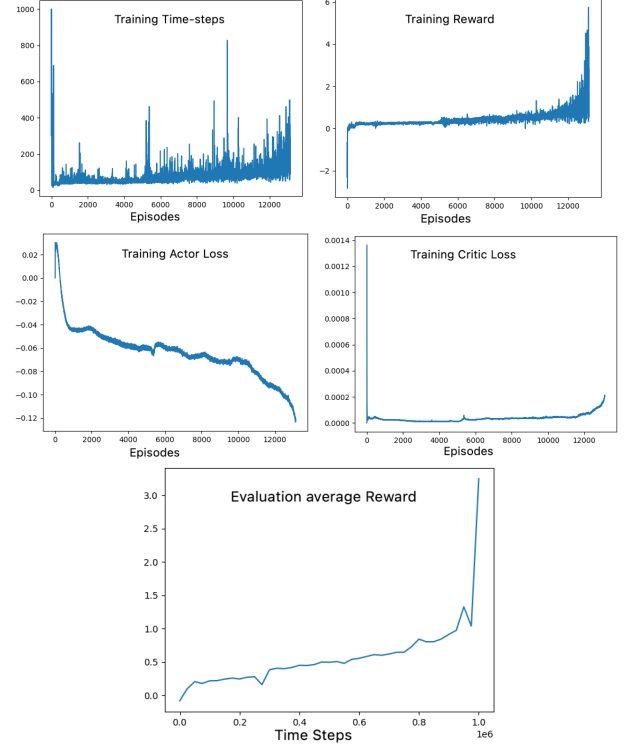 Training Time-steps
1000
800
600
400
200
0
0 2000 4000 6000 8000 10000 12000
Episodes
Training Reward
6
4
2
0
−2
0 2000 4000 6000 8000 10000 12000
Episodes
Training Actor Loss
0.02
0.00
−0.02
−0.04
−0.06
−0.08
−0.10
−0.12
0 2000 4000 6000 8000 10000 12000
Episodes
Training Critic Loss
0.0014
0.0012
0.0010
0.0008
0.0006
0.0004
0.0002
0.0000
0 2000 4000 6000 8000 10000 12000
Episodes
Evaluation average Reward
3.0
2.5
2.0
1.5
1.0
0.5
0.0
0.0 0.2 0.4 0.6 0.8 1.0
1e6
Time Steps